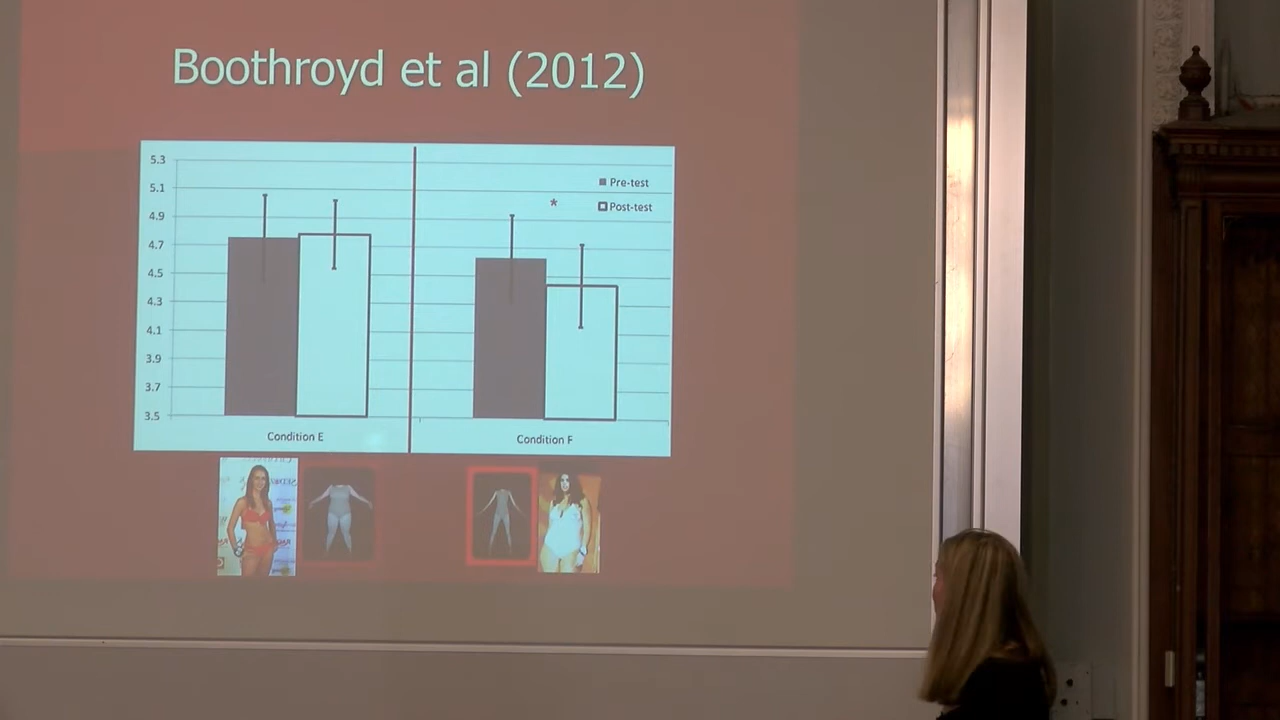 Boothroyd et al (2012)
5.3
5.1
4.9
4.7
4.5
4.3
4.1
3.9
3.7
3.5
Pre-test
*
Post-test
Condition E
Condition F